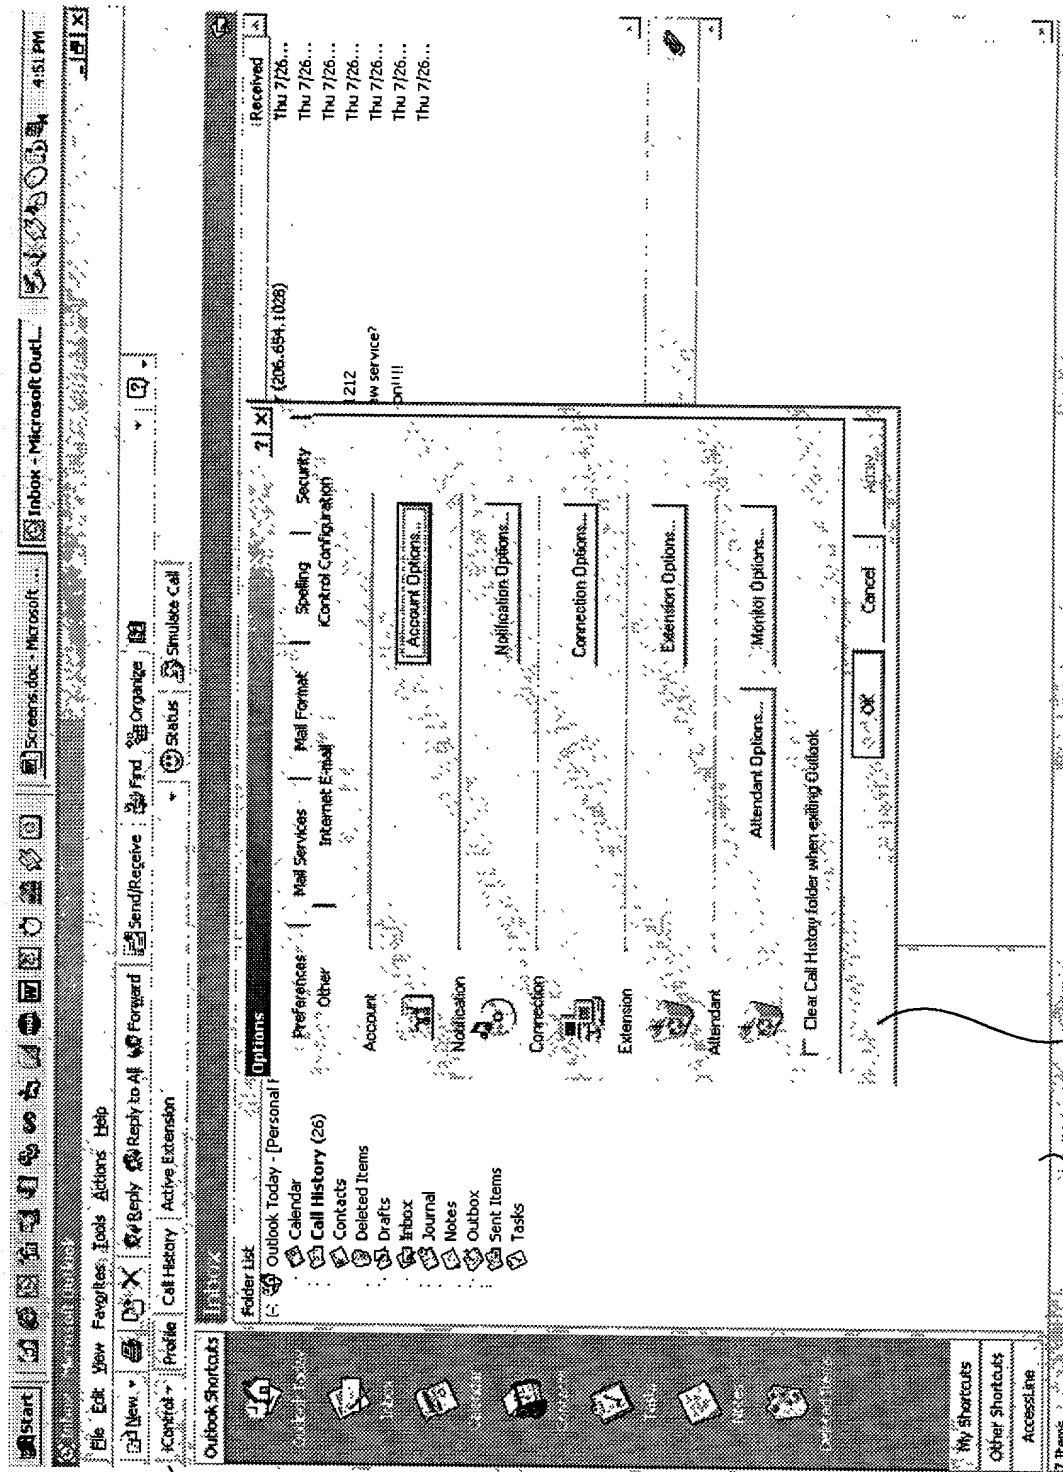 Start
Screens.doc - Microsoft ...
Inbox - Microsoft Outl...
4:51 PM
File Edit View Favorites Tools Actions Help
New Reply Reply to All Forward Send/Receive Find Organize
iControl Profile Call History Active Extension Status Simulate Call
Inbox
Outlook Shortcuts
My Shortcuts
Other Shortcuts
AccessLine
Folder List
Outlook Today - [Personal F
Calendar
Call History (26)
Contacts
Deleted Items
Drafts
Inbox
Journal
Notes
Outbox
Sent Items
Tasks
Options
Preferences Mail Services Mail Format Spelling Security
Other Internet E-mail iControl Configuration
Account
Account Options...
Notification
Notification Options...
Connection
Connection Options...
Extension
Extension Options...
Attendant
Attendant Options... Monitor Options...
Clear Call History folder when exiting Outlook
OK Cancel Apply
Received
r (206.654.1028) Thu 7/26...
Thu 7/26...
Thu 7/26...
212 Thu 7/26...
ew service? Thu 7/26...
on!!!! Thu 7/26...
Thu 7/26...
7 Items